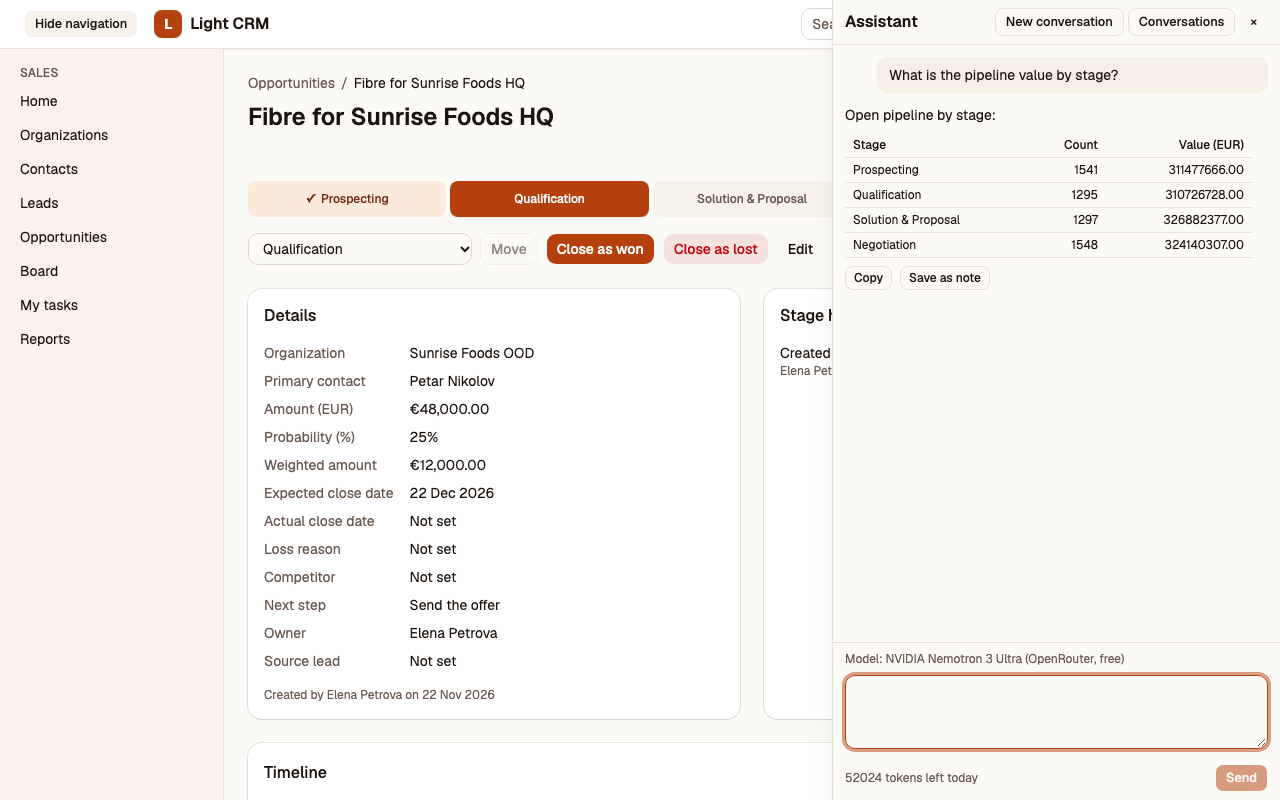 Hide navigation
L
Light CRM
Sea
SALES
Home
Organizations
Contacts
Leads
Opportunities
Board
My tasks
Reports
Opportunities / Fibre for Sunrise Foods HQ
Fibre for Sunrise Foods HQ
✓ Prospecting
Qualification
Solution & Proposal
Qualification
Move
Close as won
Close as lost
Edit
Details
Organization Sunrise Foods OOD
Primary contact Petar Nikolov
Amount (EUR) €48,000.00
Probability (%) 25%
Weighted amount €12,000.00
Expected close date 22 Dec 2026
Actual close date Not set
Loss reason Not set
Competitor Not set
Next step Send the offer
Owner Elena Petrova
Source lead Not set
Created by Elena Petrova on 22 Nov 2026
Stage
Created
Elena Pet
Timeline
Assistant
New conversation
Conversations
×
What is the pipeline value by stage?
Open pipeline by stage:
Stage Count Value (EUR)
Prospecting 1541 311477666.00
Qualification 1295 310726728.00
Solution & Proposal 1297 326882377.00
Negotiation 1548 324140307.00
Copy
Save as note
Model: NVIDIA Nemotron 3 Ultra (OpenRouter, free)
52024 tokens left today
Send